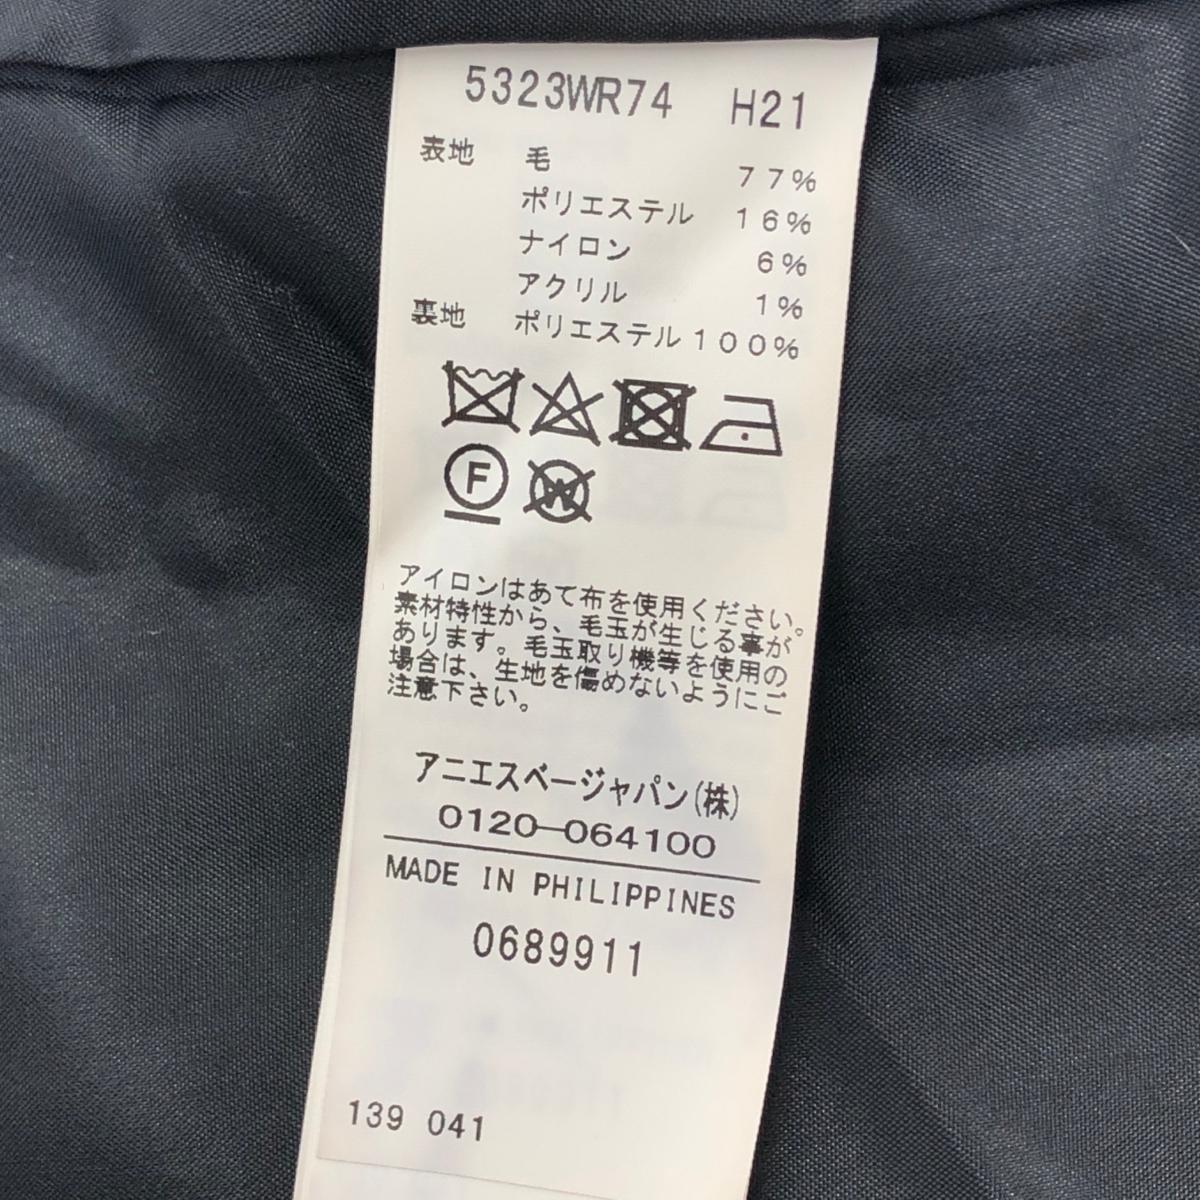 5323WR74 H21
表地 毛 77%
ポリエステル 16%
ナイロン 6%
アクリル 1%
裏地 ポリエステル100%
F W
アイロンはあて布を使用ください。
素材特性から、毛玉が生じる事が
あります。毛玉取り機等を使用の
場合は、生地を傷めないようにご
注意下さい。
アニエスベージャパン(株)
0120-064100
MADE IN PHILIPPINES
0689911
139 041